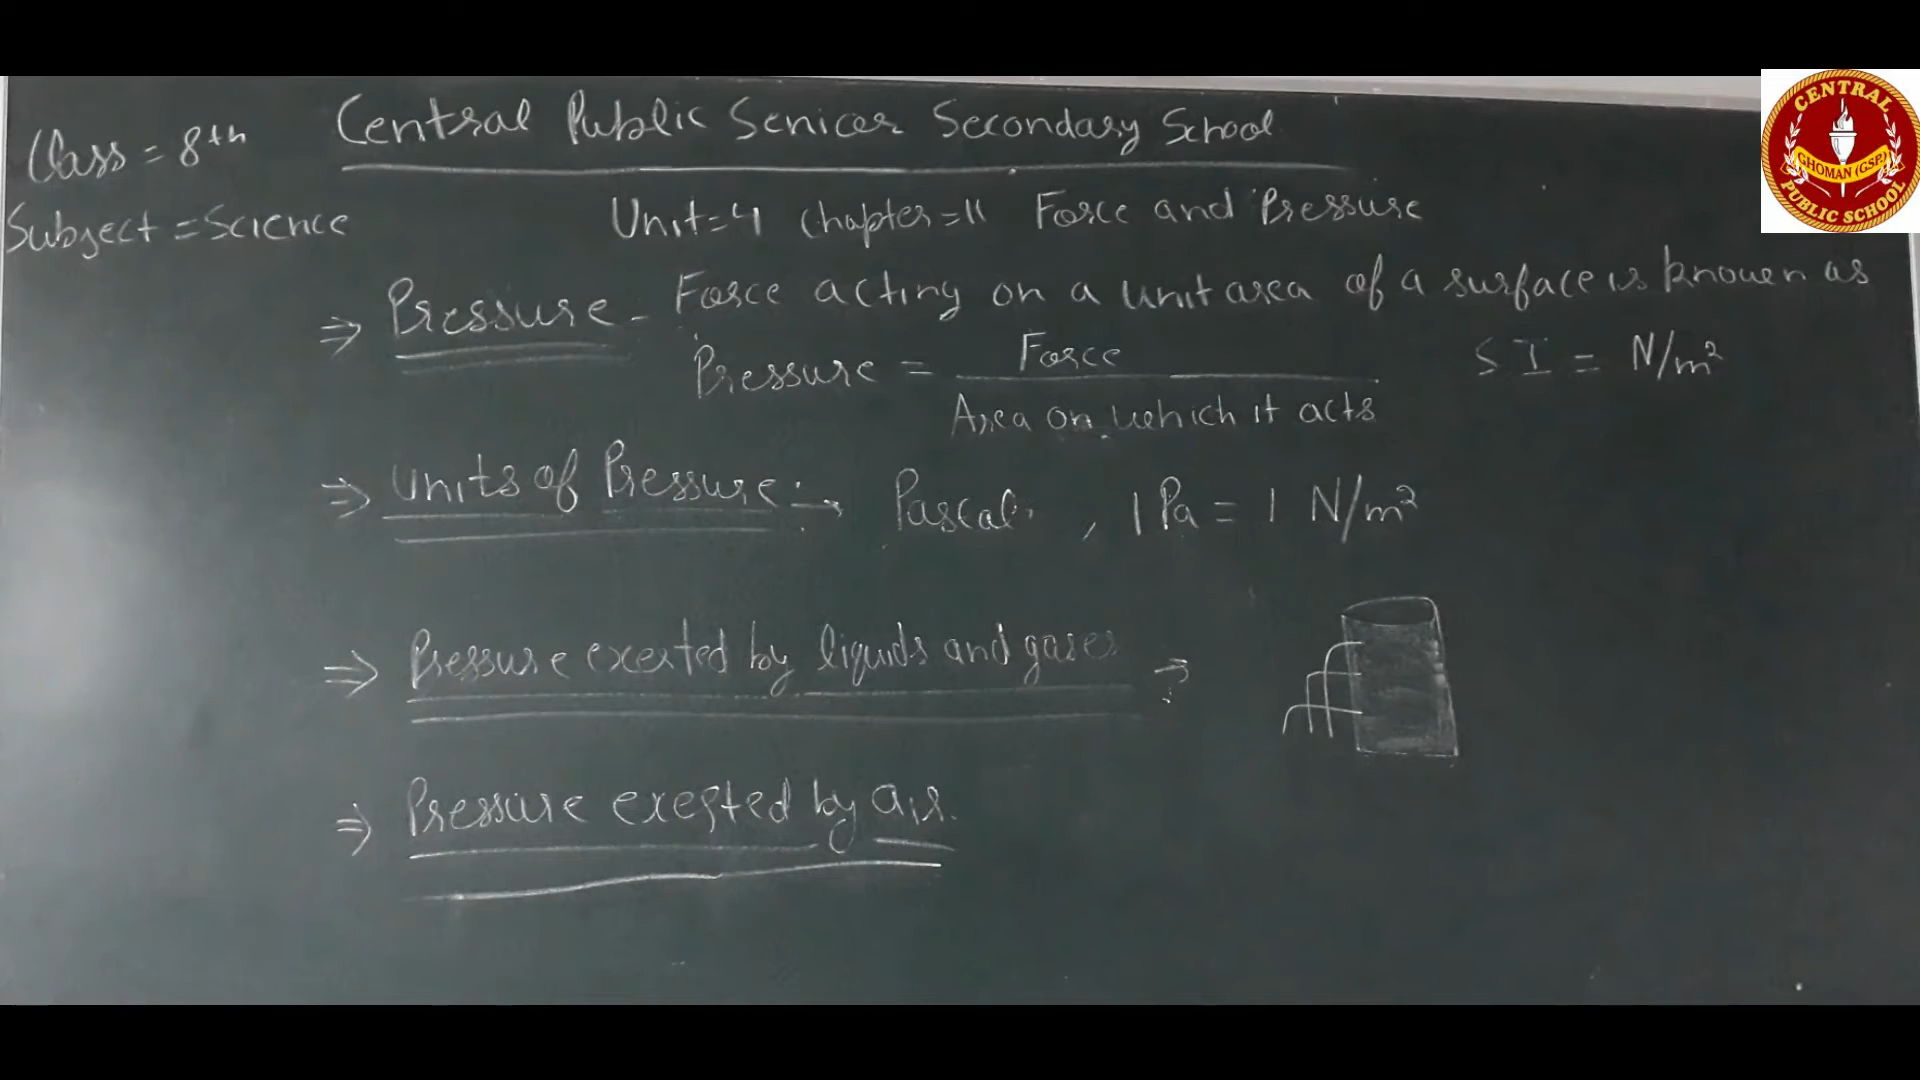 Class = 8th
Central Public Senior Secondary School
Subject = Science
Unit = 4 Chapter = 11 Force and Pressure
⇒ Pressure - Force acting on a unit area of a surface is known as
Pressure = Force
Area on which it acts
SI = N/m²
⇒ Units of Pressure :→ Pascal. , 1 Pa = 1 N/m²
⇒ Pressure exerted by liquids and gases →
⇒ Pressure exerted by air.
CENTRAL
GHOMAN (GSP.)
PUBLIC SCHOOL